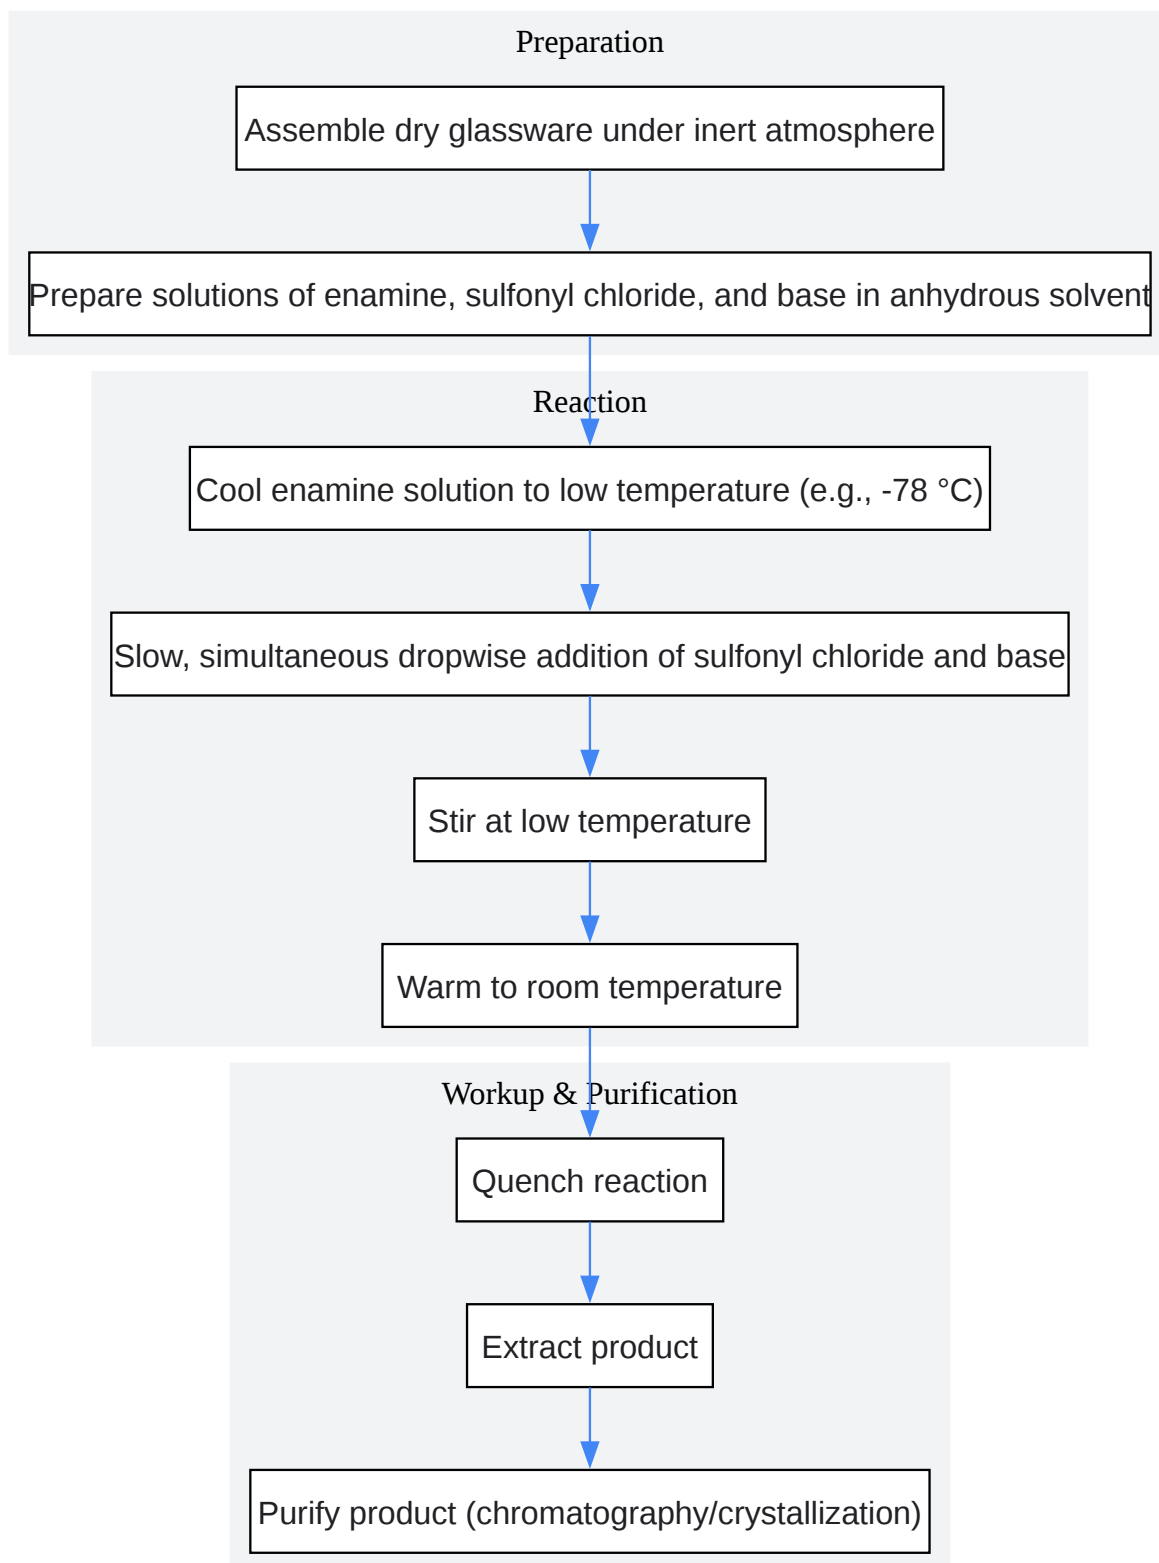 Preparation
Assemble dry glassware under inert atmosphere
Prepare solutions of enamine, sulfonyl chloride, and base in anhydrous solvent
Reaction
Cool enamine solution to low temperature (e.g., -78 °C)
Slow, simultaneous dropwise addition of sulfonyl chloride and base
Stir at low temperature
Warm to room temperature
Workup & Purification
Quench reaction
Extract product
Purify product (chromatography/crystallization)